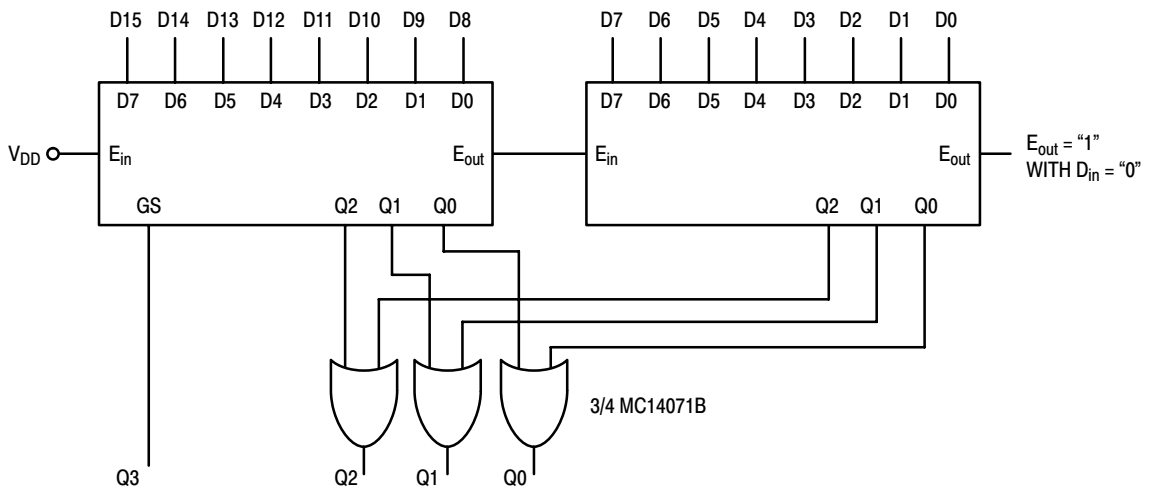 D15 D14 D13 D12 D11 D10 D9 D8 D7 D6 D5 D4 D3 D2 D1 D0
D7 D6 D5 D4 D3 D2 D1 D0 D7 D6 D5 D4 D3 D2 D1 D0
VDD Ein Eout Ein Eout Eout = “1”
WITH Din = “0”
GS Q2 Q1 Q0 Q2 Q1 Q0
3/4 MC14071B
Q3 Q2 Q1 Q0